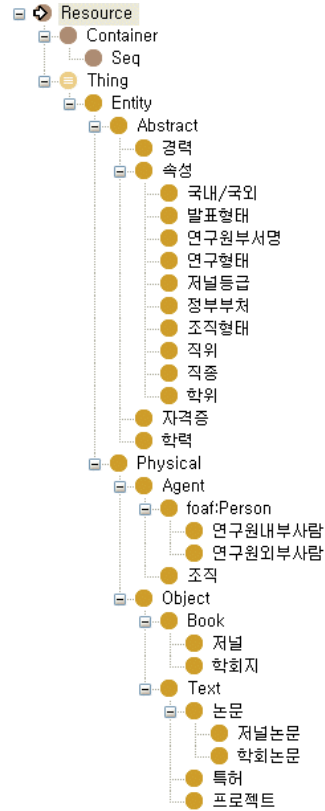 Resource
Container
Seq
Thing
Entity
Abstract
경력
속성
국내/국외
발표형태
연구원부서명
연구형태
저널등급
정부부처
조직형태
직위
직종
학위
자격증
학력
Physical
Agent
foaf:Person
연구원내부사람
연구원외부사람
조직
Object
Book
저널
학회지
Text
논문
저널논문
학회논문
특허
프로젝트